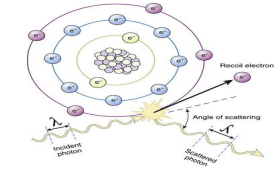 e⁻
e⁻
e⁻
e⁻
e⁻
e⁻
e⁻
e⁻
e⁻
e⁻
e⁻
e⁻
e⁻
e⁻
Recoil electron
Angle of scattering
λ
Incident
photon
λ'
Scattered
photon